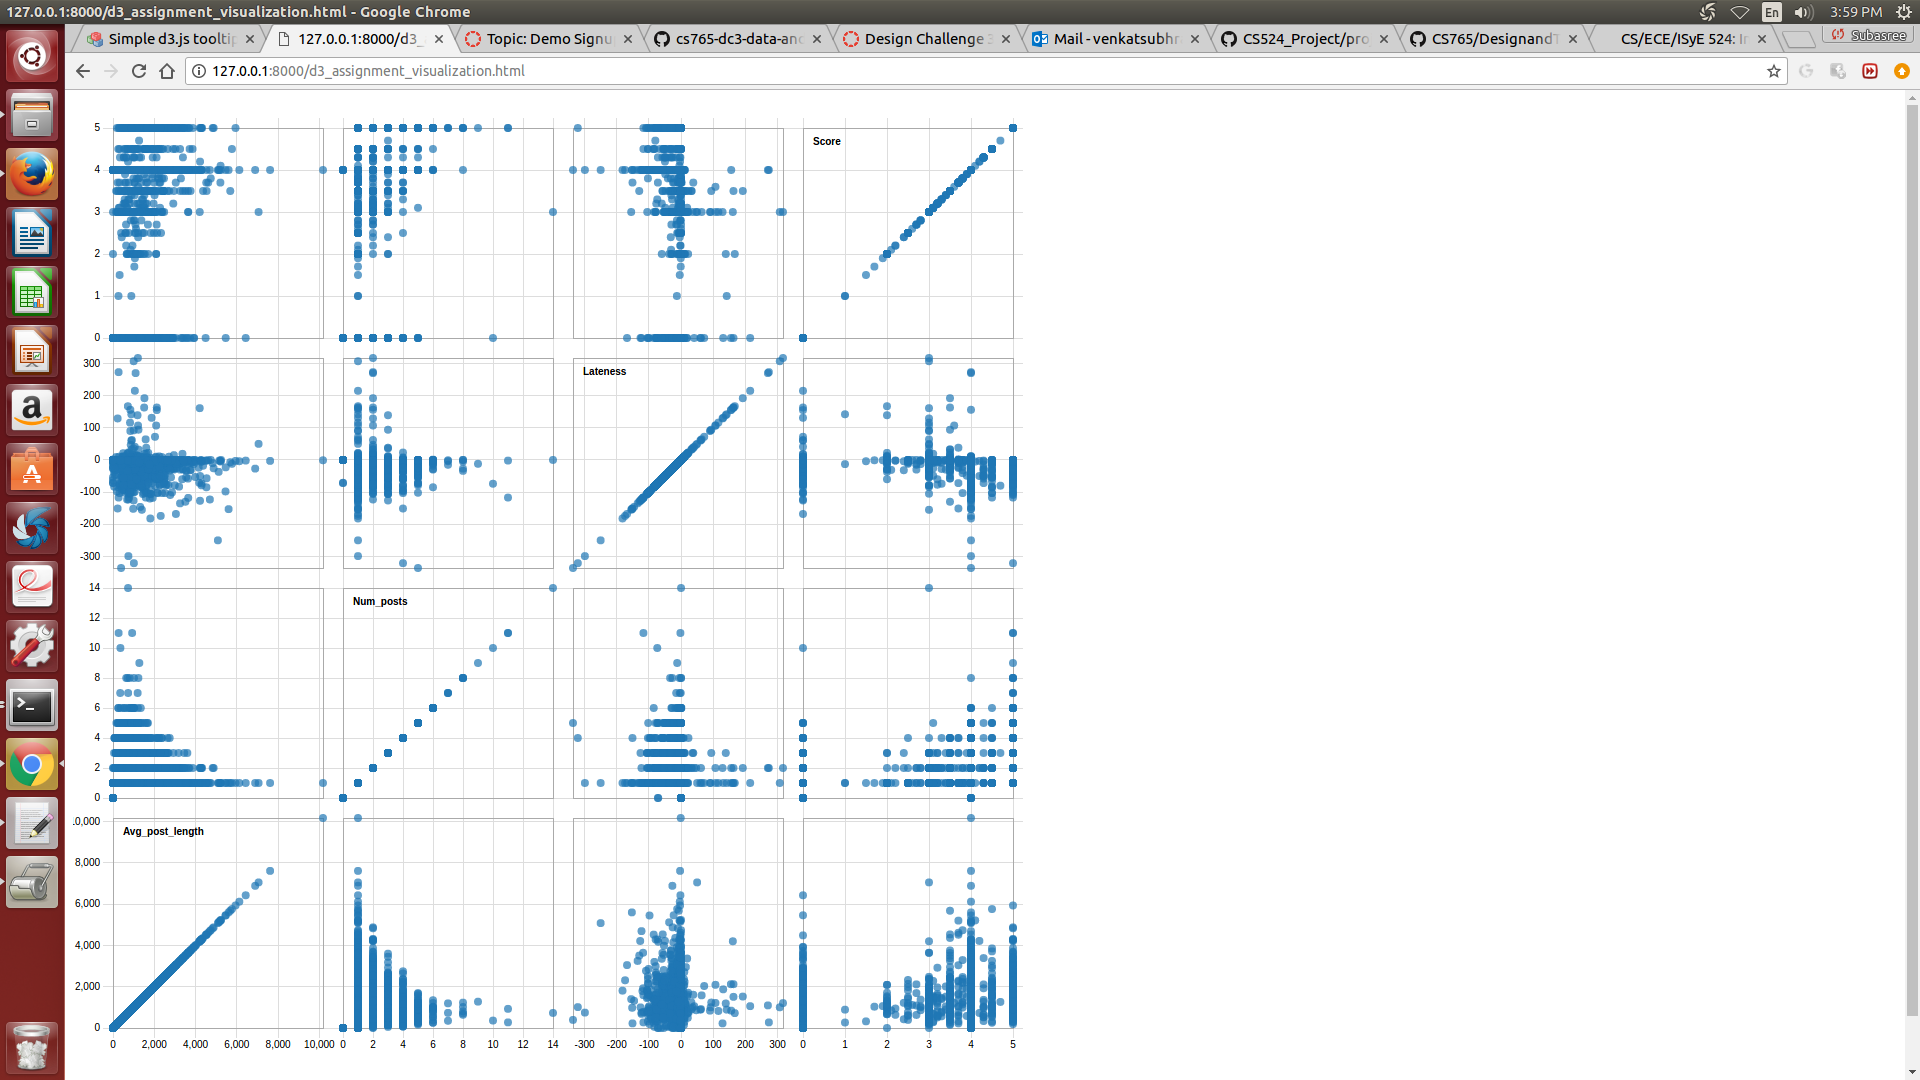 127.0.0.1:8000/d3_assignment_visualization.html - Google Chrome
En
3:59 PM
Simple d3.js toolti
127.0.0.1:8000/d3_
Topic: Demo Signu
cs765-dc3-data-an
Design Challenge
Mail - venkatsubhr
CS524_Project/pro
CS765/Designand
CS/ECE/ISyE 524: I
Subasree
127.0.0.1:8000/d3_assignment_visualization.html
5
4
3
2
1
0
Score
300
200
100
0
-100
-200
-300
Lateness
14
12
10
8
6
4
2
0
Num_posts
.0,000
8,000
6,000
4,000
2,000
0
Avg_post_length
0 2,000 4,000 6,000 8,000 10,000 0 2 4 6 8 10 12 14 -300 -200 -100 0 100 200 300 0 1 2 3 4 5